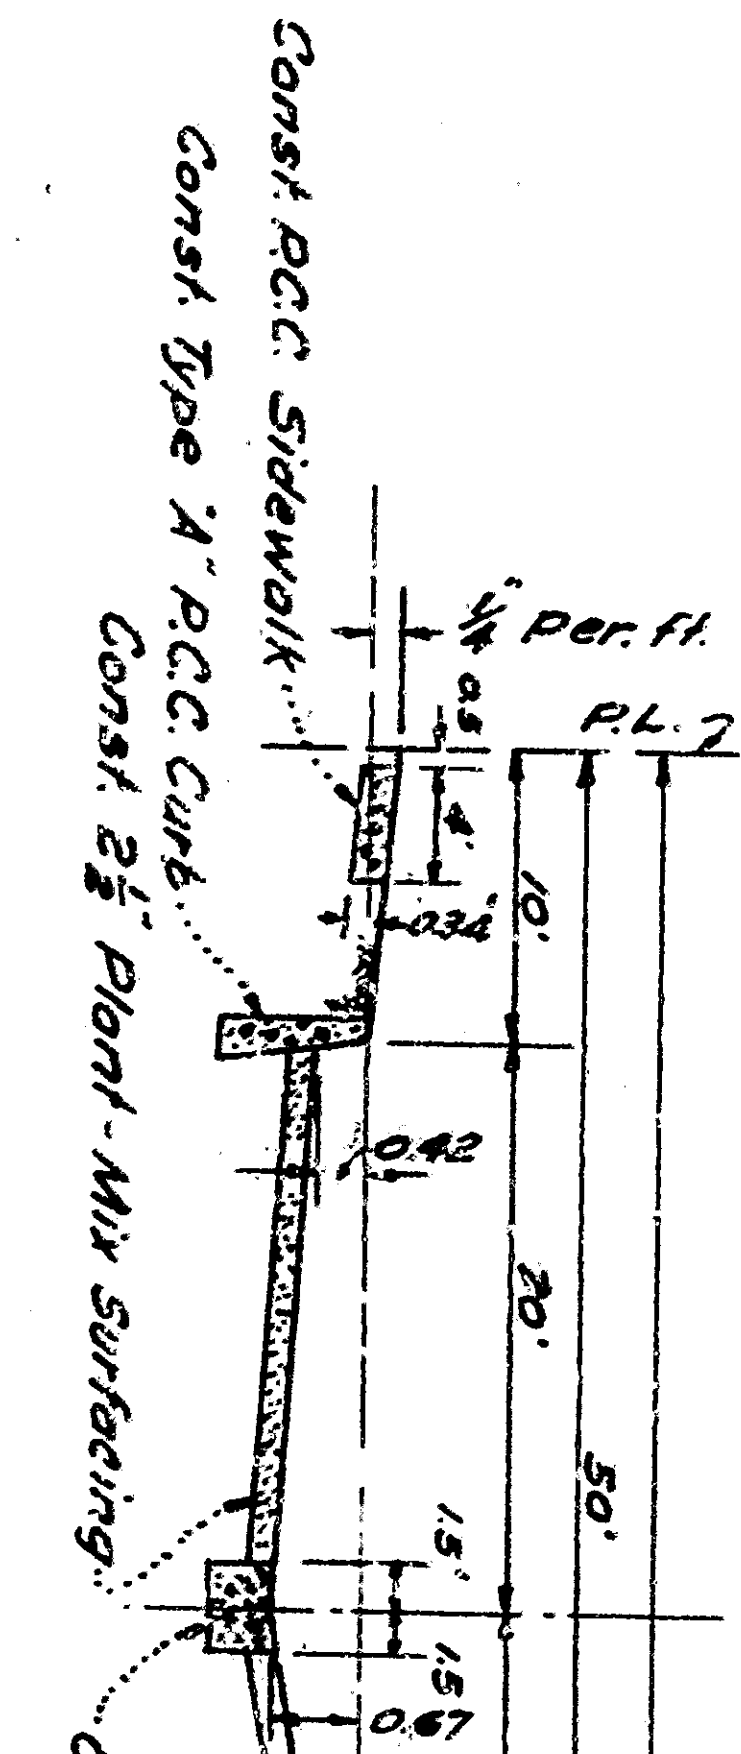 Const. P.C.C. Sidewalk
Const. Type "A" P.C.C. Curb
Const. 2½" Plant-Mix Surfacing
¼" Per. ft.
P.L.
0.5
4'
10'
0.34'
0.42
20'
50'
1.5'
1.5
0.67